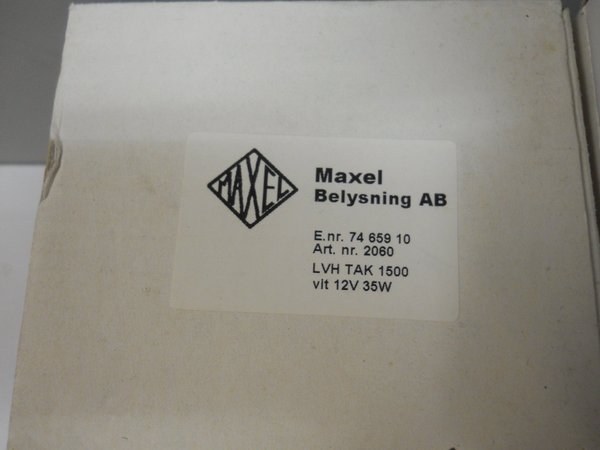 MAXEL
Maxel
Belysning AB
E.nr. 74 659 10
Art. nr. 2060
LVH TAK 1500
vlt 12V 35W